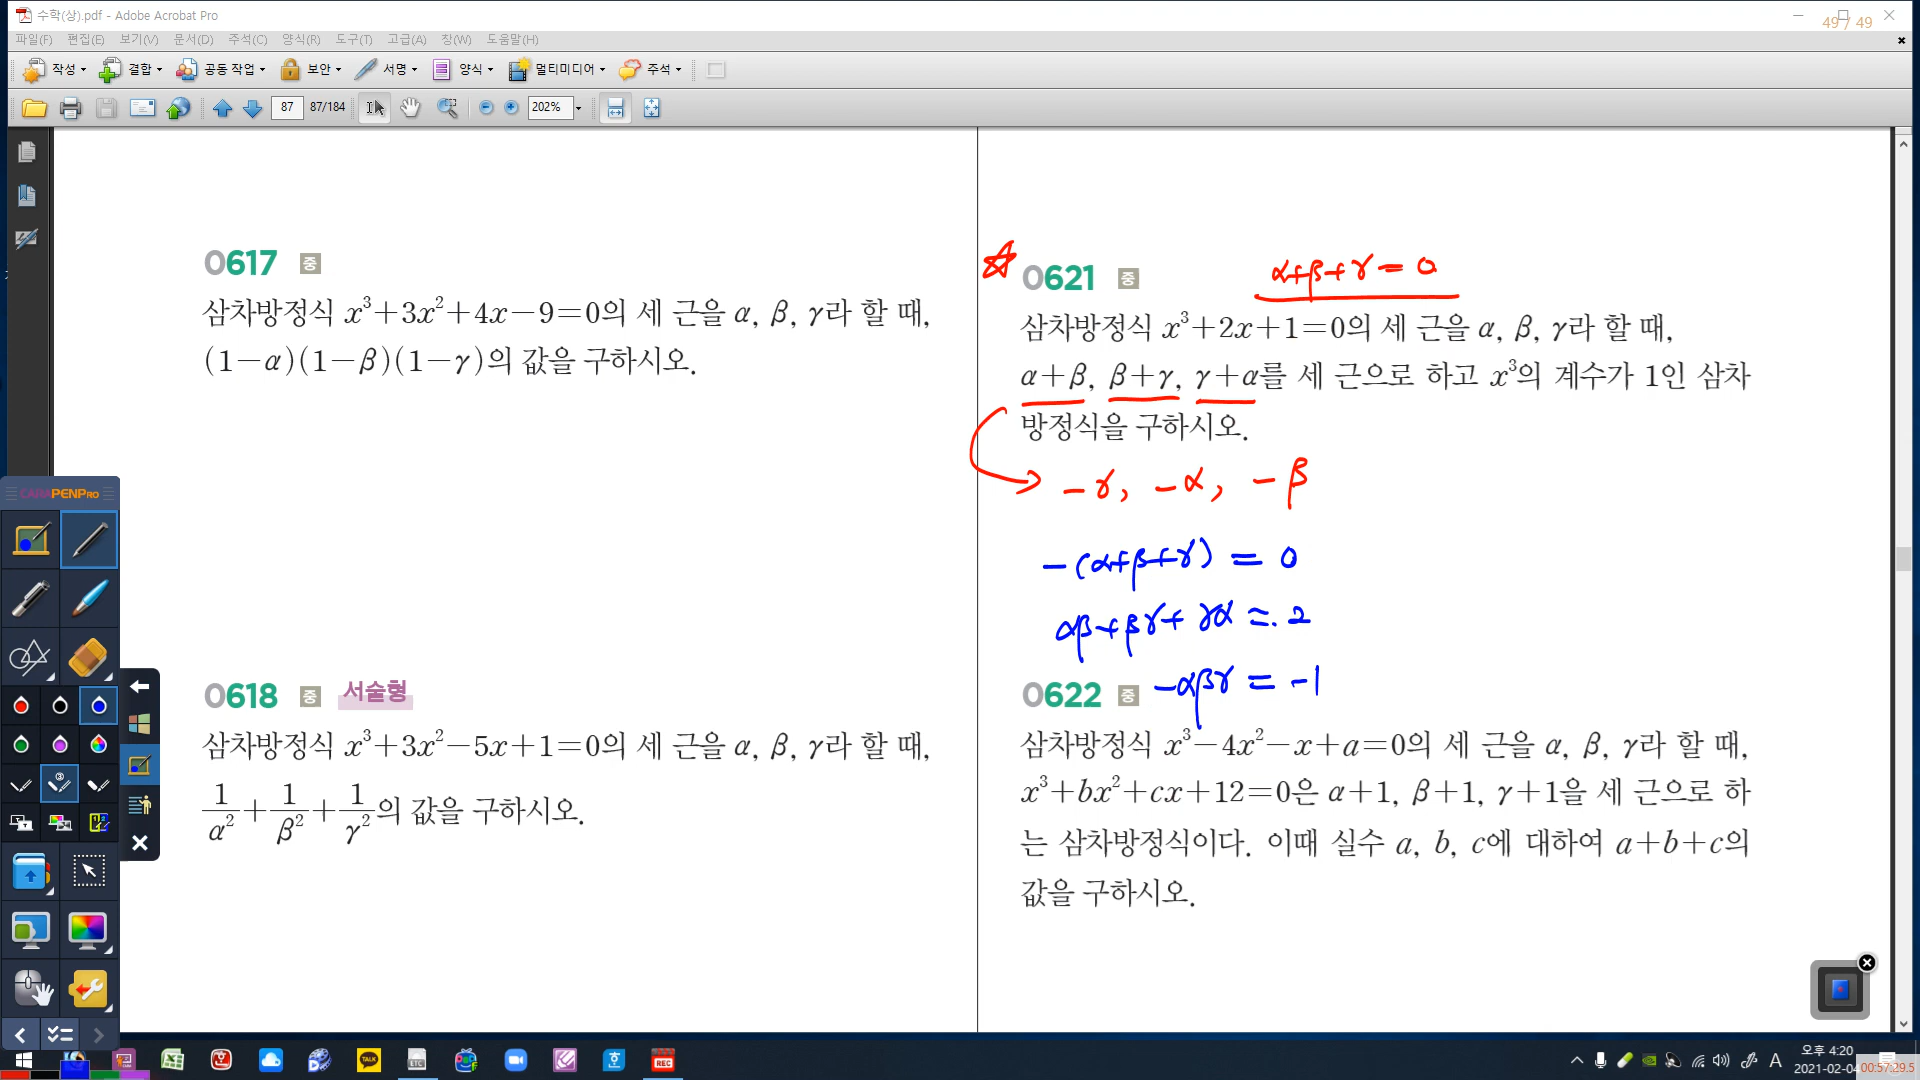 수학(상).pdf - Adobe Acrobat Pro
49 / 49
파일(F) 편집(E) 보기(V) 문서(D) 주석(C) 양식(R) 도구(T) 고급(A) 창(W) 도움말(H)
작성 결합 공동 작업 보안 서명 양식 멀티미디어 주석
87 87/184 202%
0617 중
삼차방정식 x³+3x²+4x−9=0의 세 근을 α, β, γ라 할 때,
(1−α)(1−β)(1−γ)의 값을 구하시오.
0618 중 서술형
삼차방정식 x³+3x²−5x+1=0의 세 근을 α, β, γ라 할 때,
1/α²+1/β²+1/γ²의 값을 구하시오.
0621 중
α+β+γ=0
삼차방정식 x³+2x+1=0의 세 근을 α, β, γ라 할 때,
α+β, β+γ, γ+α를 세 근으로 하고 x³의 계수가 1인 삼차
방정식을 구하시오.
−γ, −α, −β
−(α+β+γ) = 0
αβ+βγ+γα = 2
−αβγ = −1
0622 중
삼차방정식 x³−4x²−x+a=0의 세 근을 α, β, γ라 할 때,
x³+bx²+cx+12=0은 α+1, β+1, γ+1을 세 근으로 하
는 삼차방정식이다. 이때 실수 a, b, c에 대하여 a+b+c의
값을 구하시오.
CARAPENPRO
TALK
REC
A
오후 4:20
2021-02-04
00:57:29.5